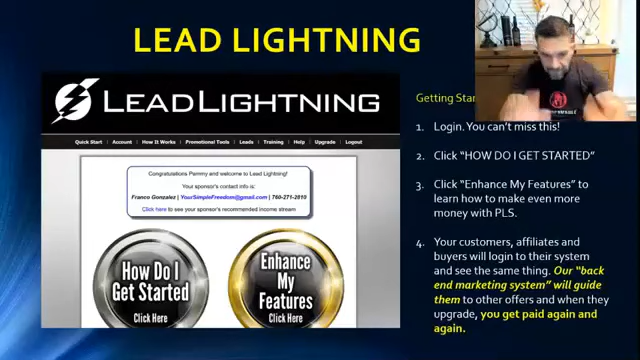 LEAD LIGHTNING
LEADLIGHTNING
Quick Start | Account | How It Works | Promotional Tools | Leads | Training | Help | Upgrade | Logout
Congratulations Pammy and welcome to Lead Lightning!
Your sponsor's contact info is:
Franco Gonzalez | YourSimpleFreedom@gmail.com | 760-271-2810
Click here to see your sponsor's recommended income stream
How Do I
Get Started
Click Here
Enhance
My
Features
Click Here
Getting
1. Login. You can't miss this!
2. Click "HOW DO I GET STARTED"
3. Click "Enhance My Features" to
learn how to make even more
money with PLS.
4. Your customers, affiliates and
buyers will login to their system
and see the same thing. Our "back
end marketing system" will guide
them to other offers and when they
upgrade, you get paid again and
again.